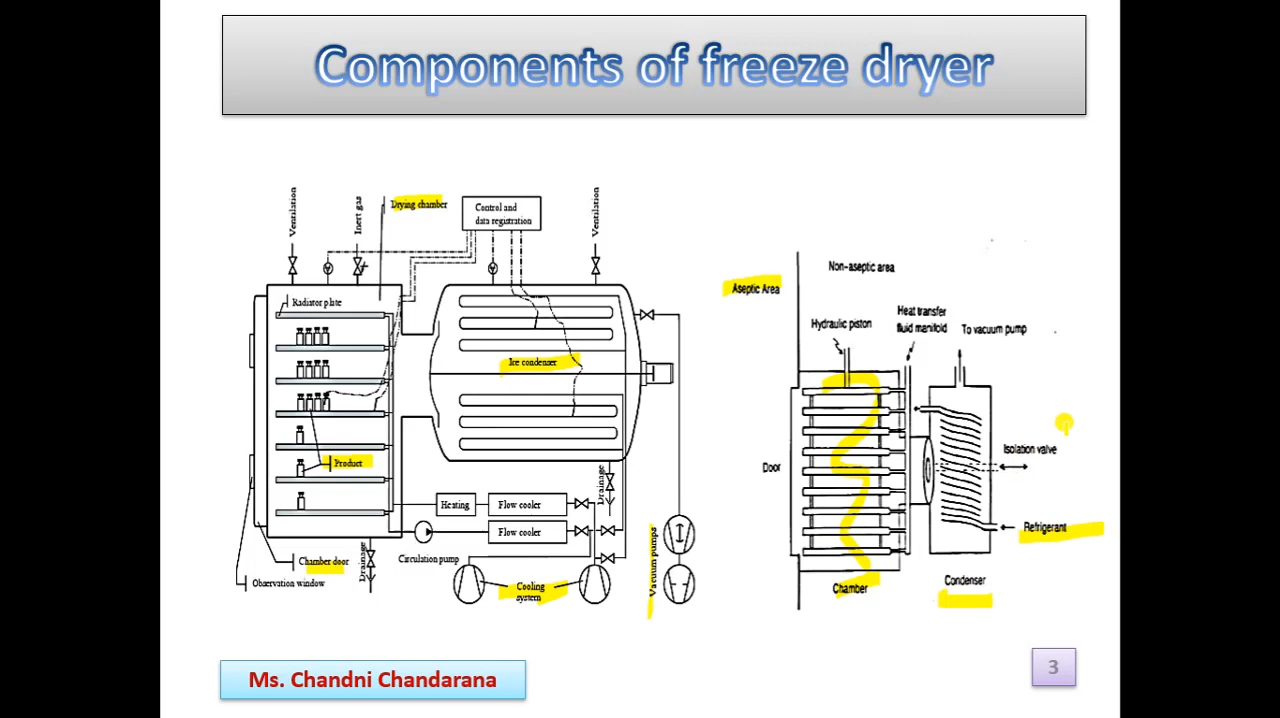 Components of freeze dryer
Ventilation
Inert gas
Drying chamber
Control and
data registration
Ventilation
Radiator plate
Ice condenser
Product
Heating
Flow cooler
Flow cooler
Drainage
Circulation pump
Chamber door
Drainage
Observation window
Cooling
system
Vacuum pumps
Aseptic Area
Non-aseptic area
Hydraulic piston
Heat transfer
fluid manifold
To vacuum pump
Door
Isolation valve
Refrigerant
Chamber
Condenser
Ms. Chandni Chandarana
3